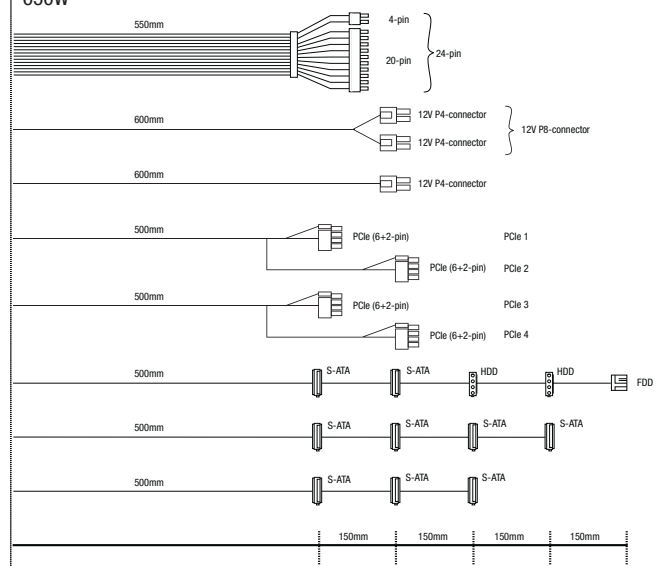 650W
550mm
4-pin
20-pin
24-pin
600mm
12V P4-connector
12V P4-connector
12V P8-connector
600mm
12V P4-connector
500mm
PCIe (6+2-pin) PCIe 1
PCIe (6+2-pin) PCIe 2
500mm
PCIe (6+2-pin) PCIe 3
PCIe (6+2-pin) PCIe 4
500mm S-ATA S-ATA HDD HDD FDD
500mm S-ATA S-ATA S-ATA S-ATA
500mm S-ATA S-ATA S-ATA
150mm 150mm 150mm 150mm